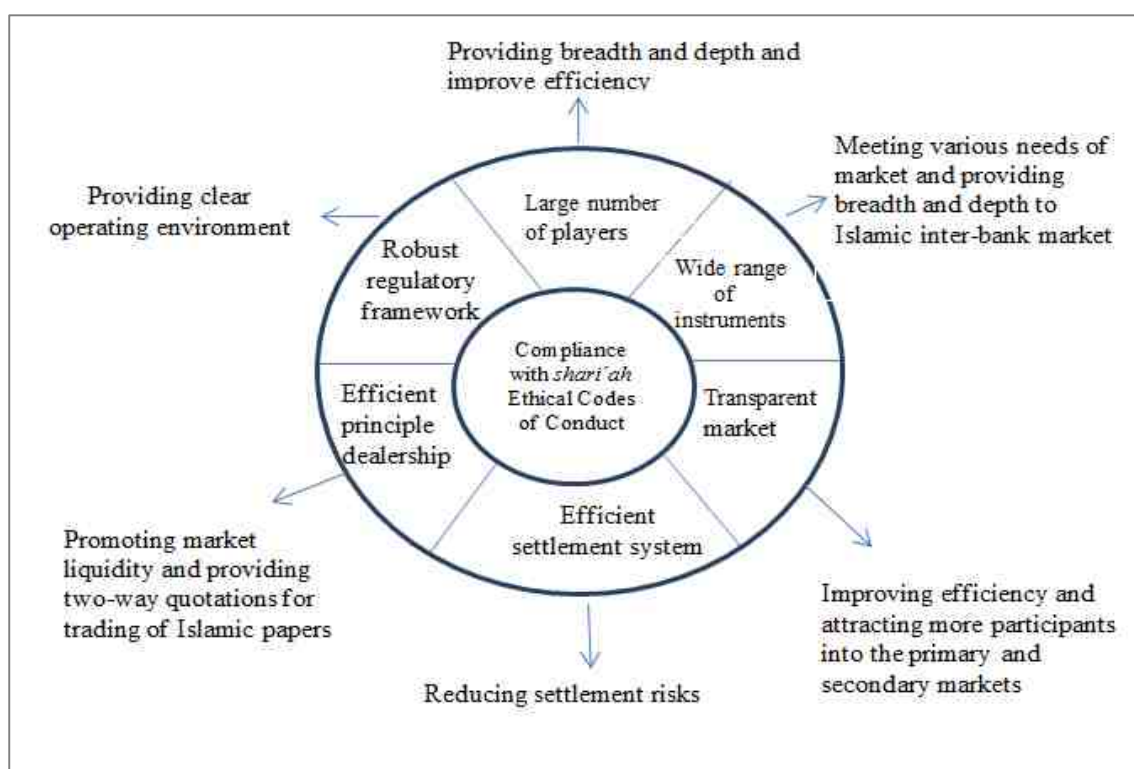 Providing breadth and depth and
improve efficiency
Meeting various needs of
market and providing
breadth and depth to
Islamic inter-bank market
Providing clear
operating environment
Large number
of players
Robust
regulatory
framework
Wide range
of
instruments
Compliance
with shari´ah
Ethical Codes
of Conduct
Efficient
principle
dealership
Transparent
market
Efficient
settlement system
Promoting market
liquidity and providing
two-way quotations for
trading of Islamic papers
Improving efficiency and
attracting more participants
into the primary and
secondary markets
Reducing settlement risks